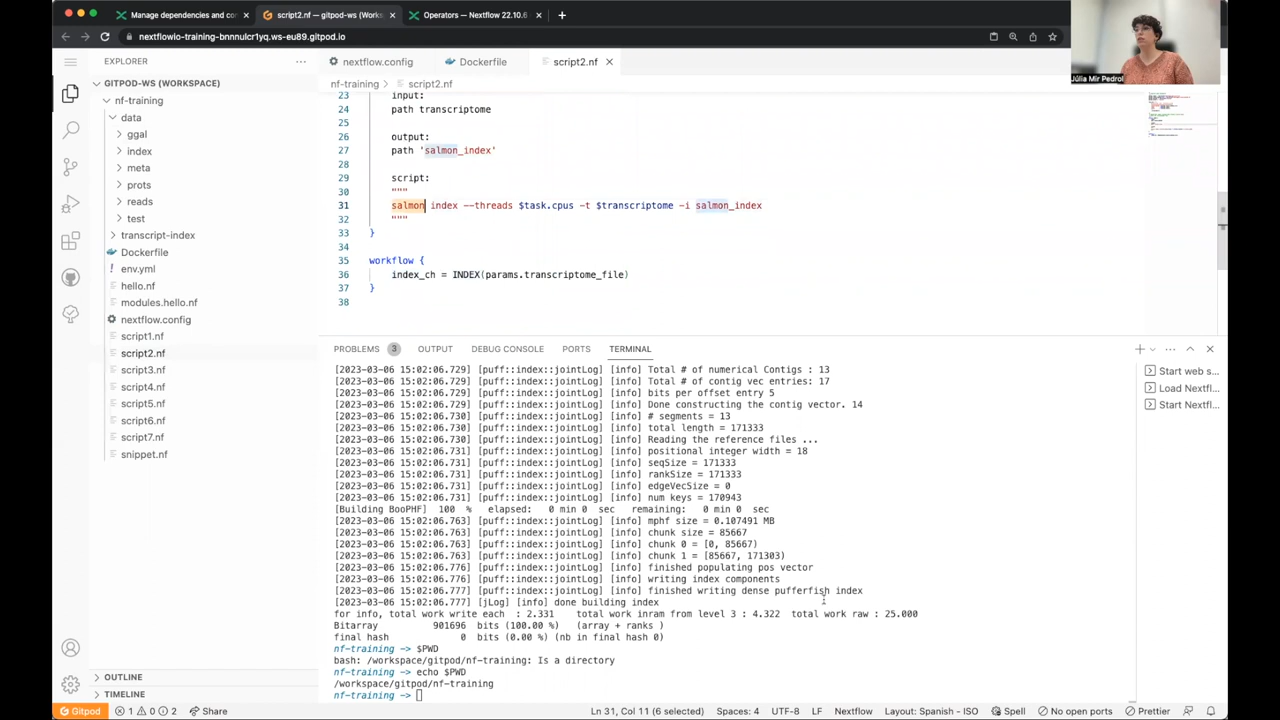 Manage dependencies and con
script2.nf — gitpod-ws (Works
Operators — Nextflow 22.10.6
nextflowio-training-bnnnulcr1yq.ws-eu89.gitpod.io
Júlia Mir Pedrol
EXPLORER
GITPOD-WS (WORKSPACE)
nf-training
data
ggal
index
meta
prots
reads
test
transcript-index
Dockerfile
env.yml
hello.nf
modules.hello.nf
nextflow.config
script1.nf
script2.nf
script3.nf
script4.nf
script5.nf
script6.nf
script7.nf
snippet.nf
OUTLINE
TIMELINE
nextflow.config
Dockerfile
script2.nf
nf-training > script2.nf
23 input:
24 path transcriptome
25
26 output:
27 path 'salmon_index'
28
29 script:
30 """
31 salmon index --threads $task.cpus -t $transcriptome -i salmon_index
32 """
33 }
34
35 workflow {
36 index_ch = INDEX(params.transcriptome_file)
37 }
38
PROBLEMS 3 OUTPUT DEBUG CONSOLE PORTS TERMINAL
[2023-03-06 15:02:06.729] [puff::index::jointLog] [info] Total # of numerical Contigs : 13
[2023-03-06 15:02:06.729] [puff::index::jointLog] [info] Total # of contig vec entries: 17
[2023-03-06 15:02:06.729] [puff::index::jointLog] [info] bits per offset entry 5
[2023-03-06 15:02:06.729] [puff::index::jointLog] [info] Done constructing the contig vector. 14
[2023-03-06 15:02:06.730] [puff::index::jointLog] [info] # segments = 13
[2023-03-06 15:02:06.730] [puff::index::jointLog] [info] total length = 171333
[2023-03-06 15:02:06.730] [puff::index::jointLog] [info] Reading the reference files ...
[2023-03-06 15:02:06.731] [puff::index::jointLog] [info] positional integer width = 18
[2023-03-06 15:02:06.731] [puff::index::jointLog] [info] seqSize = 171333
[2023-03-06 15:02:06.731] [puff::index::jointLog] [info] rankSize = 171333
[2023-03-06 15:02:06.731] [puff::index::jointLog] [info] edgeVecSize = 0
[2023-03-06 15:02:06.731] [puff::index::jointLog] [info] num keys = 170943
[Building BooPHF] 100 % elapsed: 0 min 0 sec remaining: 0 min 0 sec
[2023-03-06 15:02:06.763] [puff::index::jointLog] [info] mphf size = 0.107491 MB
[2023-03-06 15:02:06.763] [puff::index::jointLog] [info] chunk size = 85667
[2023-03-06 15:02:06.763] [puff::index::jointLog] [info] chunk 0 = [0, 85667)
[2023-03-06 15:02:06.763] [puff::index::jointLog] [info] chunk 1 = [85667, 171303)
[2023-03-06 15:02:06.776] [puff::index::jointLog] [info] finished populating pos vector
[2023-03-06 15:02:06.776] [puff::index::jointLog] [info] writing index components
[2023-03-06 15:02:06.777] [puff::index::jointLog] [info] finished writing dense pufferfish index
[2023-03-06 15:02:06.777] [jLog] [info] done building index
for info, total work write each : 2.331 total work inram from level 3 : 4.322 total work raw : 25.000
Bitarray 901696 bits (100.00 %) (array + ranks )
final hash 0 bits (0.00 %) (nb in final hash 0)
nf-training -> $PWD
bash: /workspace/gitpod/nf-training: Is a directory
nf-training -> echo $PWD
/workspace/gitpod/nf-training
nf-training ->
Start web s...
Load Nextfl...
Start Nextfl...
Gitpod 1 0 2 Share Ln 31, Col 11 (6 selected) Spaces: 4 UTF-8 LF Nextflow Layout: Spanish - ISO Spell No open ports Prettier